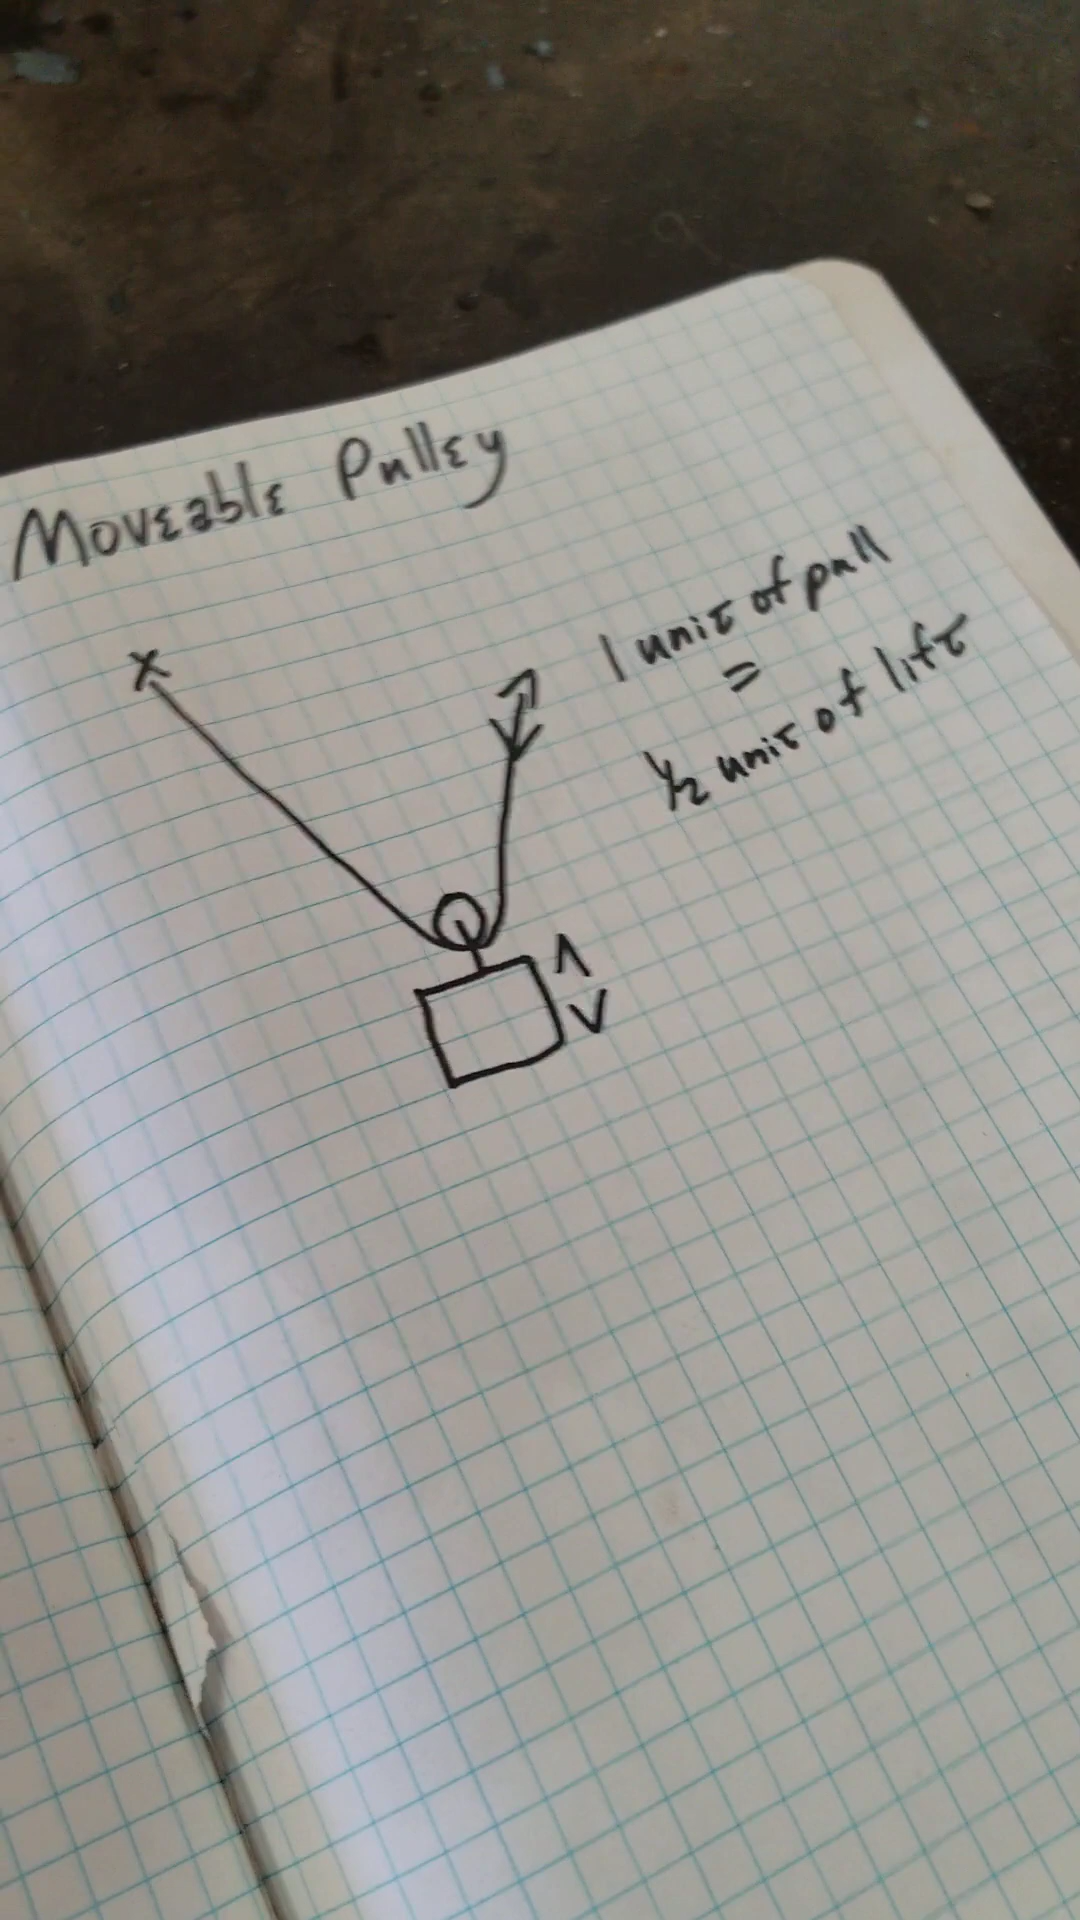 Moveable Pulley
1 unit of pull
=
1/2 unit of lift